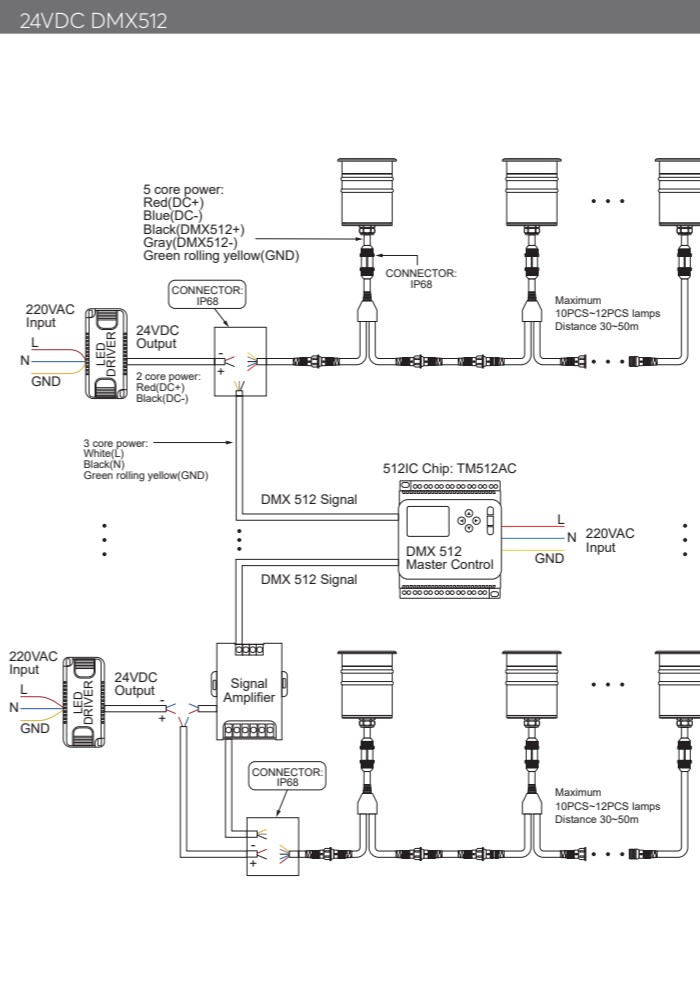 24VDC DMX512
5 core power:
Red(DC+)
Blue(DC-)
Black(DMX512+)
Gray(DMX512-)
Green rolling yellow(GND)
CONNECTOR:
IP68
CONNECTOR:
IP68
Maximum
10PCS~12PCS lamps
Distance 30~50m
220VAC
Input
L
N
GND
LED
DRIVER
24VDC
Output
-
+
2 core power:
Red(DC+)
Black(DC-)
3 core power:
White(L)
Black(N)
Green rolling yellow(GND)
512IC Chip: TM512AC
DMX 512 Signal
DMX 512
Master Control
L
N
GND
220VAC
Input
DMX 512 Signal
220VAC
Input
L
N
GND
LED
DRIVER
24VDC
Output
-
+
Signal
Amplifier
CONNECTOR:
IP68
-
+
Maximum
10PCS~12PCS lamps
Distance 30~50m